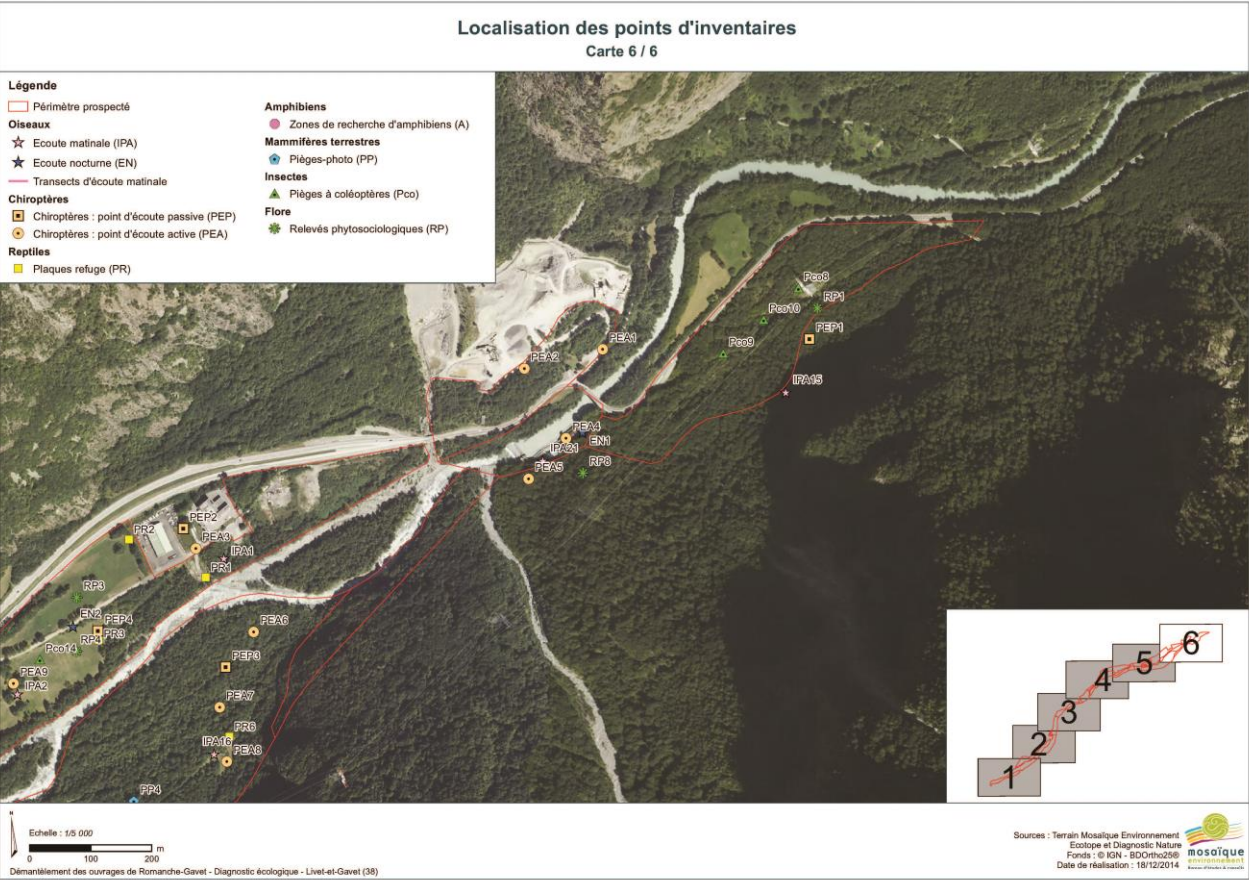 Localisation des points d'inventaires
Carte 6 / 6
Légende
Périmètre prospecté
Oiseaux
Ecoute matinale (IPA)
Ecoute nocturne (EN)
Transects d'écoute matinale
Chiroptères
Chiroptères : point d'écoute passive (PEP)
Chiroptères : point d'écoute active (PEA)
Reptiles
Plaques refuge (PR)
Amphibiens
Zones de recherche d'amphibiens (A)
Mammifères terrestres
Pièges-photo (PP)
Insectes
Pièges à coléoptères (Pco)
Flore
Relevés phytosociologiques (RP)
Pco8
RP1
Pco10
PEP1
Pco9
PEA1
PEA2
IPA15
PEA4
EN1
IPA21
PEA5
RP8
PEP2
PR2
PEA3
IPA1
PR1
RP3
EN2
PEP4
PR3
RP4
Pco14
PEA9
IPA2
PEA6
PEP3
PEA7
PR6
IPA16
PEA8
PP4
1
2
3
4
5
6
N
Echelle : 1/5 000
m
0 100 200
Démantèlement des ouvrages de Romanche-Gavet - Diagnostic écologique - Livet-et-Gavet (38)
Sources : Terrain Mosaïque Environnement
Ecotope et Diagnostic Nature
Fonds : © IGN - BDOrtho25®
Date de réalisation : 18/12/2014
mosaïque
environnement